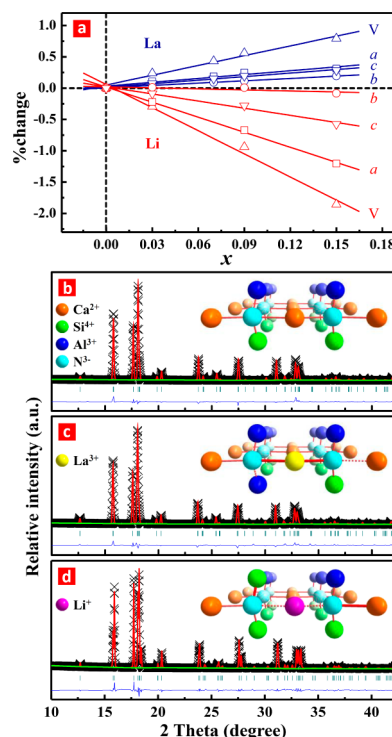 a
1.0
0.5
0.0
-0.5
-1.0
-1.5
-2.0
%change
La
Li
V
a
c
b
b
c
a
V
0.00 0.03 0.06 0.09 0.12 0.15 0.18
x
b
Ca2+
Si4+
Al3+
N3-
c
La3+
d
Li+
Relative intensity (a.u.)
10 15 20 25 30 35 40
2 Theta (degree)